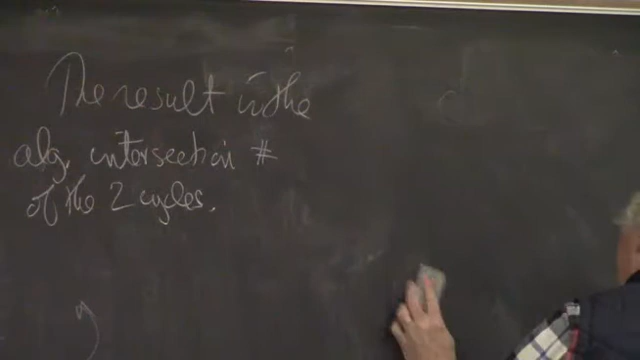 The result is the
alg. intersection #
of the 2 cycles.